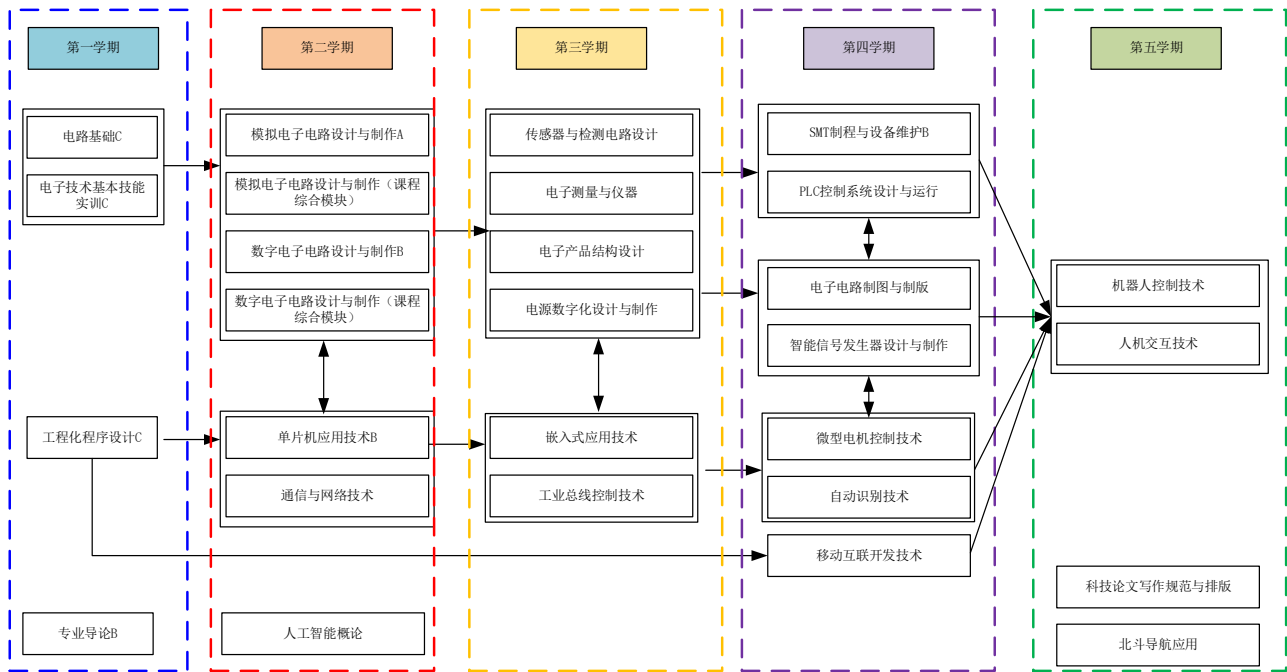 第一学期
第二学期
第三学期
第四学期
第五学期
电路基础C
电子技术基本技能
实训C
工程化程序设计C
专业导论B
模拟电子电路设计与制作A
模拟电子电路设计与制作（课程
综合模块）
数字电子电路设计与制作B
数字电子电路设计与制作（课程
综合模块）
单片机应用技术B
通信与网络技术
人工智能概论
传感器与检测电路设计
电子测量与仪器
电子产品结构设计
电源数字化设计与制作
嵌入式应用技术
工业总线控制技术
SMT制程与设备维护B
PLC控制系统设计与运行
电子电路制图与制版
智能信号发生器设计与制作
微型电机控制技术
自动识别技术
移动互联开发技术
机器人控制技术
人机交互技术
科技论文写作规范与排版
北斗导航应用